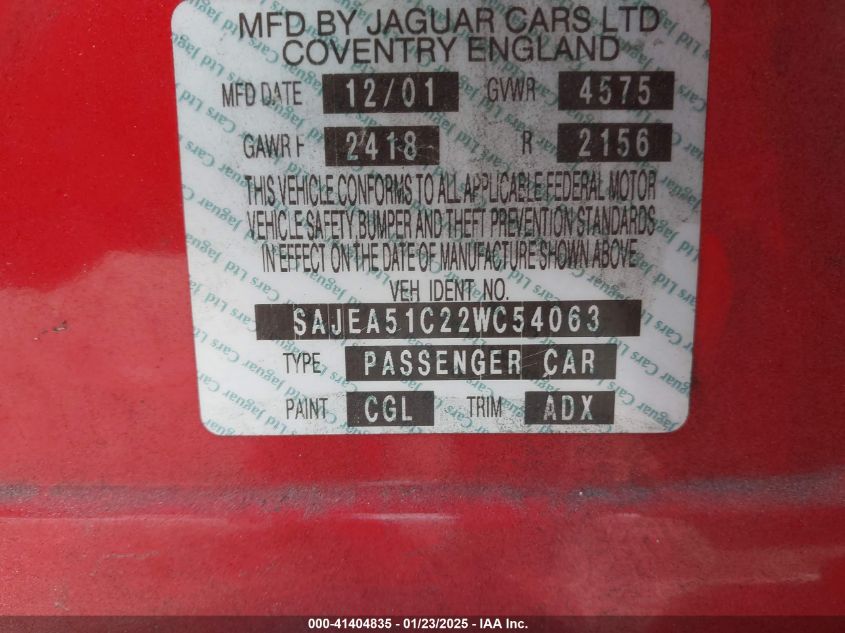 MFD BY JAGUAR CARS LTD
COVENTRY ENGLAND
MFD DATE 12/01 GVWR 4575
GAWR F 2418 R 2156
THIS VEHICLE CONFORMS TO ALL APPLICABLE FEDERAL MOTOR
VEHICLE SAFETY BUMPER AND THEFT PREVENTION STANDARDS
IN EFFECT ON THE DATE OF MANUFACTURE SHOWN ABOVE
VEH IDENT NO.
SAJEA51C22WC54063
TYPE PASSENGER CAR
PAINT CGL TRIM ADX
000-41404835 - 01/23/2025 - IAA Inc.